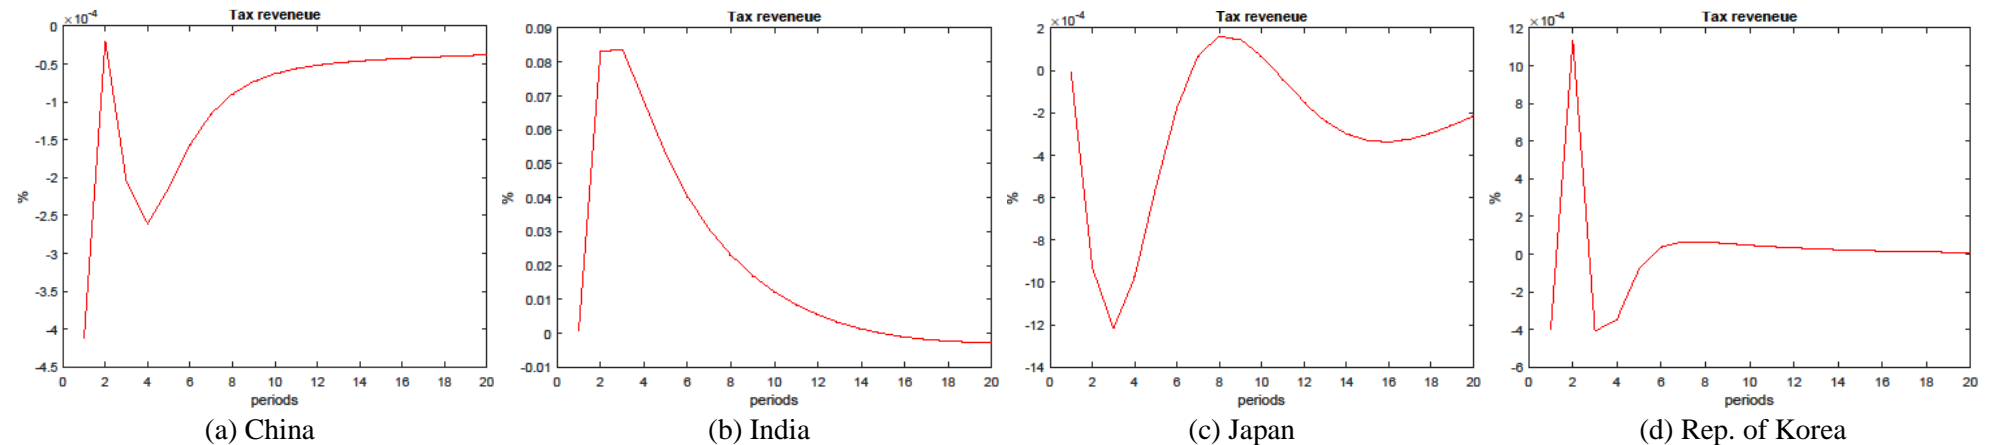 Tax reveneue
×10⁻⁴
0
-0.5
-1
-1.5
-2
-2.5
-3
-3.5
-4
-4.5
%
0 2 4 6 8 10 12 14 16 18 20
periods
(a) China
Tax reveneue
0.09
0.08
0.07
0.06
0.05
0.04
0.03
0.02
0.01
0
-0.01
%
0 2 4 6 8 10 12 14 16 18 20
periods
(b) India
Tax reveneue
×10⁻⁴
2
0
-2
-4
-6
-8
-10
-12
-14
%
0 2 4 6 8 10 12 14 16 18 20
periods
(c) Japan
Tax reveneue
×10⁻⁴
12
10
8
6
4
2
0
-2
-4
-6
%
0 2 4 6 8 10 12 14 16 18 20
periods
(d) Rep. of Korea